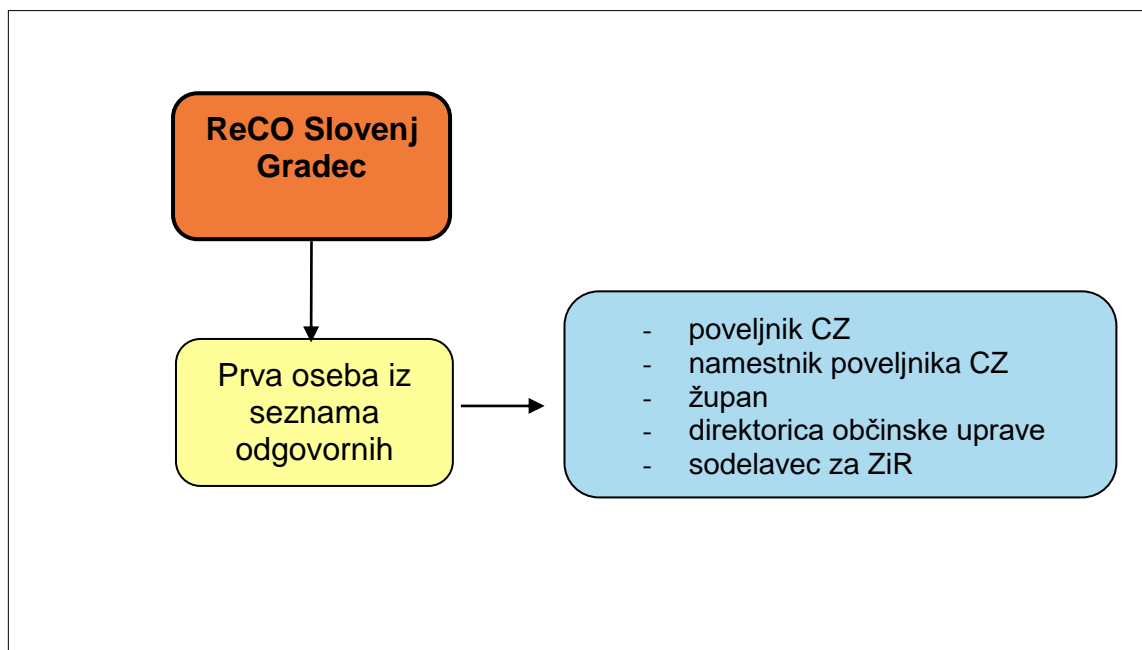 ReCO Slovenj
Gradec
Prva oseba iz
seznama
odgovornih
- poveljnik CZ
- namestnik poveljnika CZ
- župan
- direktorica občinske uprave
- sodelavec za ZiR